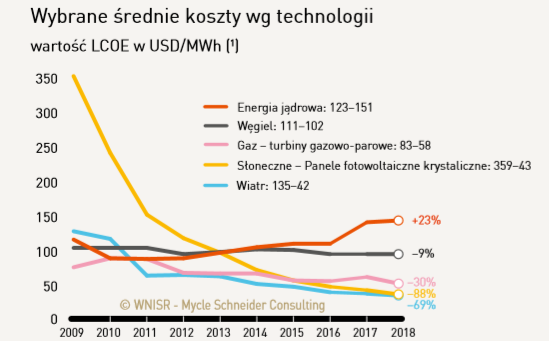 Wybrane średnie koszty wg technologii
wartość LCOE w USD/MWh (¹)
350
300
250
200
150
100
50
0
Energia jądrowa: 123–151
Węgiel: 111–102
Gaz – turbiny gazowo-parowe: 83–58
Słoneczne – Panele fotowoltaiczne krystaliczne: 359–43
Wiatr: 135–42
+23%
–9%
–30%
–88%
–69%
© WNISR - Mycle Schneider Consulting
2009 2010 2011 2012 2013 2014 2015 2016 2017 2018